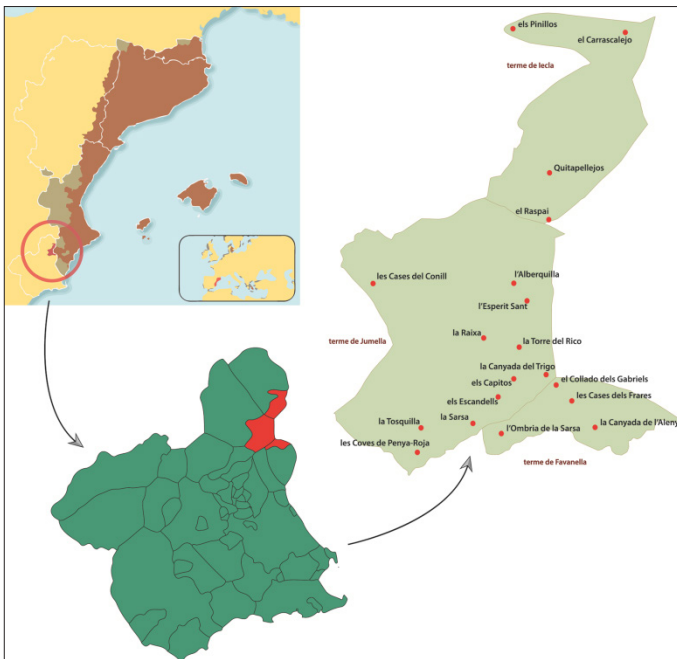 els Pinillos
el Carrascalejo
terme de Iecla
Quitapellejos
el Raspai
les Cases del Conill
l'Alberquilla
l'Esperit Sant
la Raixa
terme de Jumella
la Torre del Rico
la Canyada del Trigo
els Capitos
el Collado dels Gabriels
els Escandells
les Cases dels Frares
la Sarsa
la Tosquilla
l'Ombria de la Sarsa
la Canyada de l'Aleny
les Coves de Penya-Roja
terme de Favanella